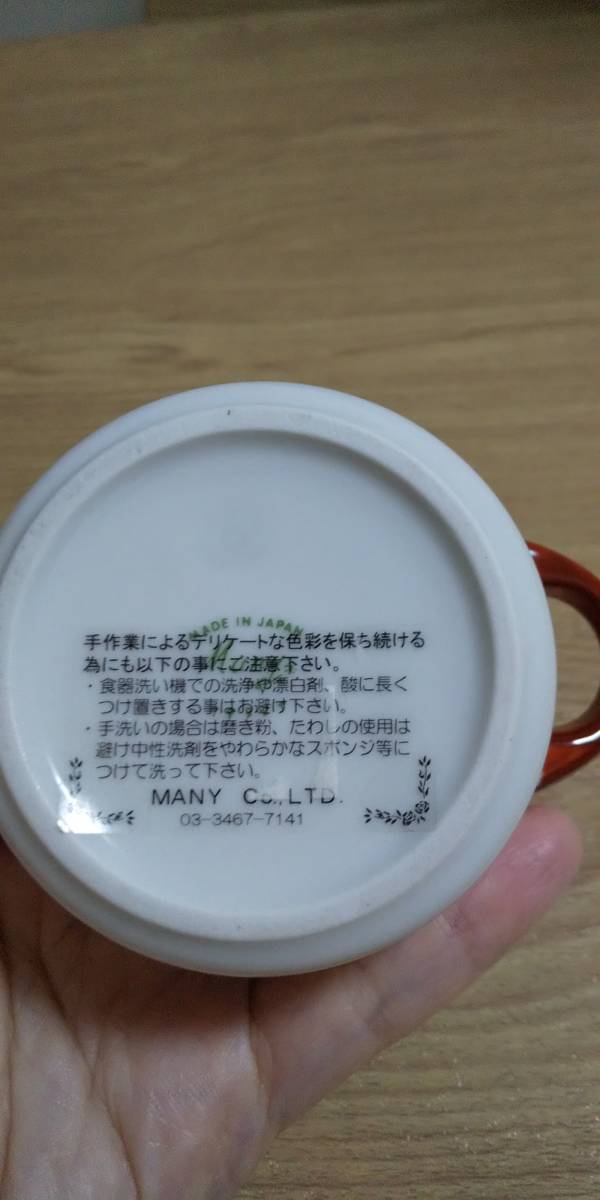 MADE IN JAPAN
手作業によるデリケートな色彩を保ち続ける
為にも以下の事にご注意下さい。
・食器洗い機での洗浄や漂白剤、酸に長く
つけ置きする事はお避け下さい。
・手洗いの場合は磨き粉、たわしの使用は
避け中性洗剤をやわらかなスポンジ等に
つけて洗って下さい。
MANY Co.,LTD.
03-3467-7141